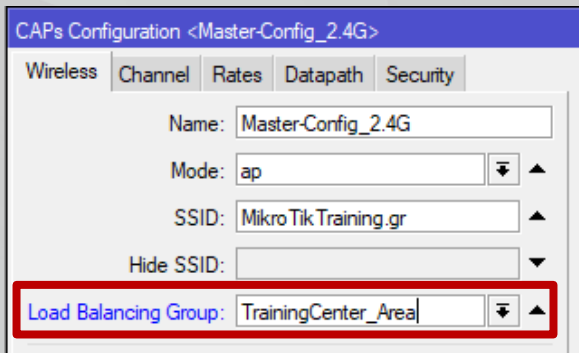 CAPs Configuration <Master-Config_2.4G>
Wireless Channel Rates Datapath Security
Name: Master-Config_2.4G
Mode: ap
SSID: MikroTikTraining.gr
Hide SSID:
Load Balancing Group: TrainingCenter_Area